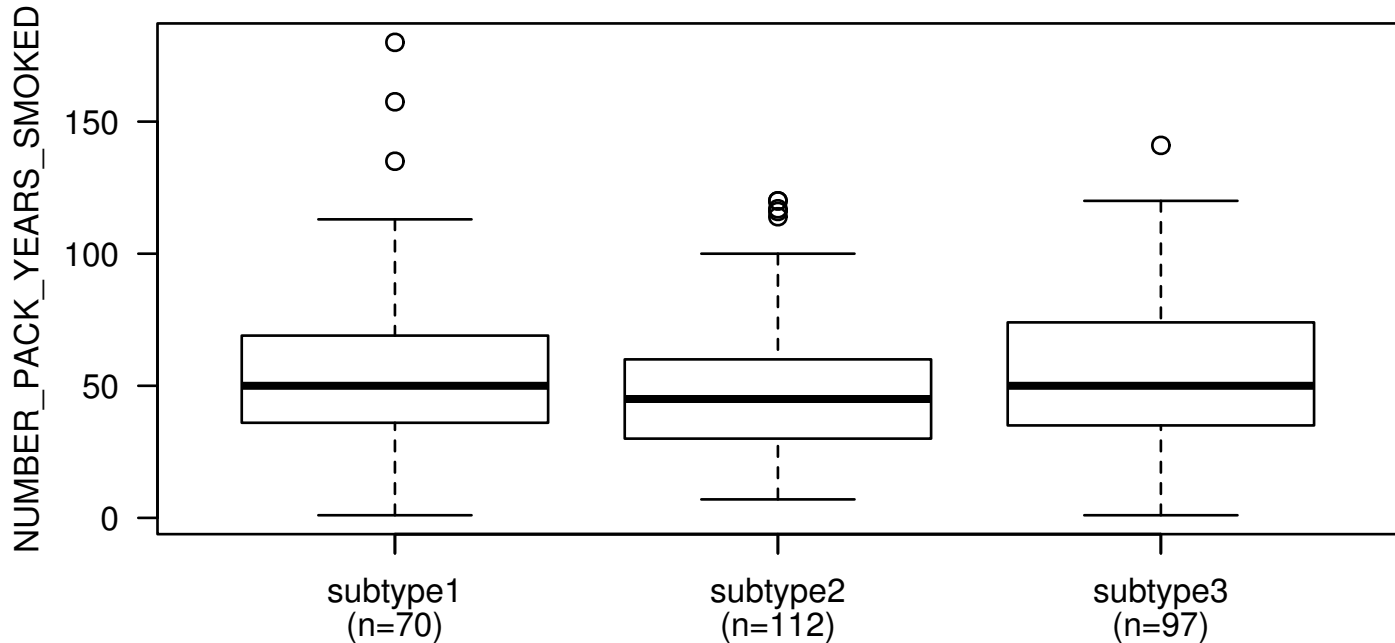 NUMBER_PACK_YEARS_SMOKED
150
100
50
0
subtype1 subtype2 subtype3
(n=70) (n=112) (n=97)